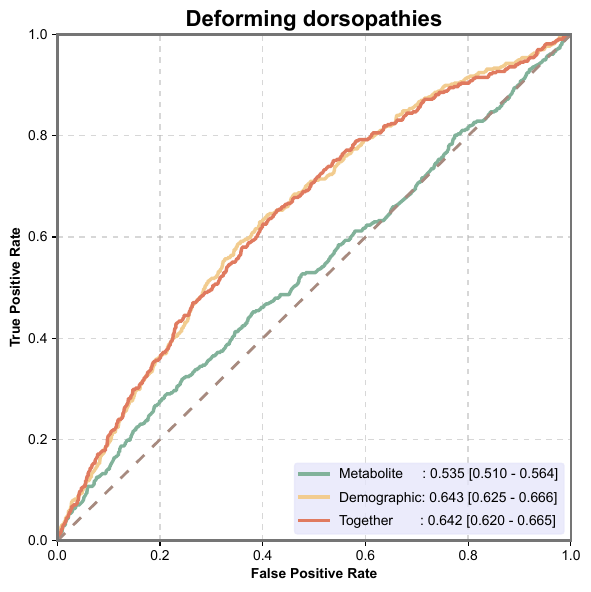 Deforming dorsopathies
1.0
0.8
0.6
0.4
0.2
0.0
True Positive Rate
Metabolite : 0.535 [0.510 - 0.564]
Demographic: 0.643 [0.625 - 0.666]
Together : 0.642 [0.620 - 0.665]
0.0 0.2 0.4 0.6 0.8 1.0
False Positive Rate